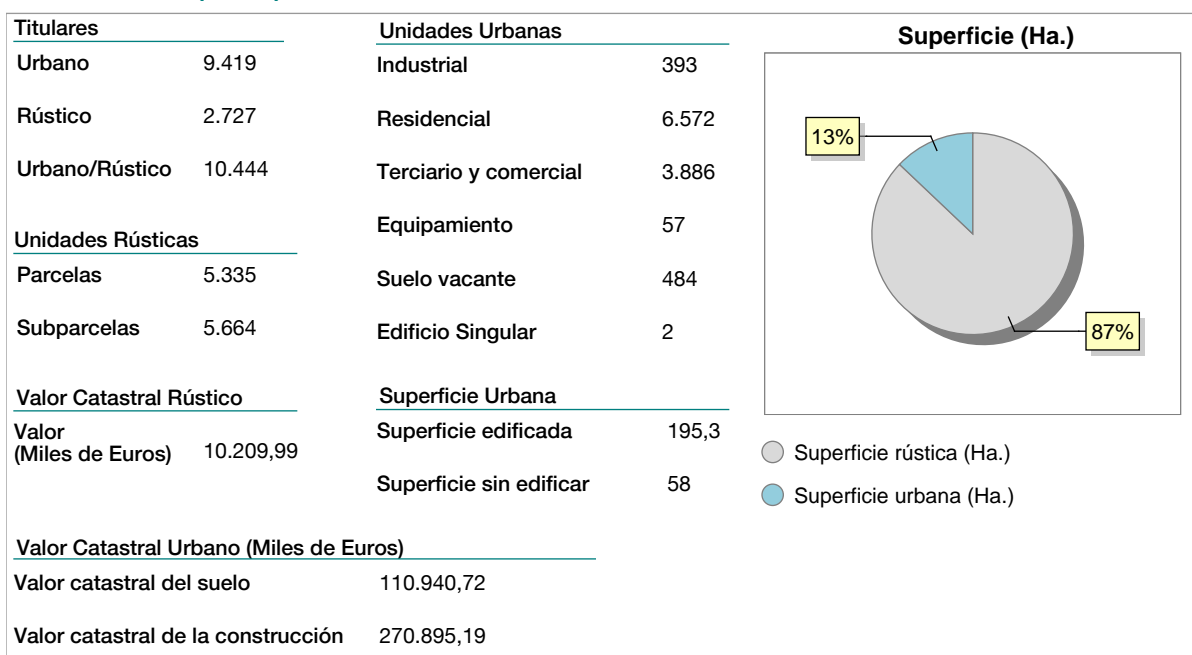 Titulares
Urbano 9.419
Rústico 2.727
Urbano/Rústico 10.444
Unidades Rústicas
Parcelas 5.335
Subparcelas 5.664
Valor Catastral Rústico
Valor
(Miles de Euros) 10.209,99
Unidades Urbanas
Industrial 393
Residencial 6.572
Terciario y comercial 3.886
Equipamiento 57
Suelo vacante 484
Edificio Singular 2
Superficie Urbana
Superficie edificada 195,3
Superficie sin edificar 58
Valor Catastral Urbano (Miles de Euros)
Valor catastral del suelo 110.940,72
Valor catastral de la construcción 270.895,19
Superficie (Ha.)
13%
87%
Superficie rústica (Ha.)
Superficie urbana (Ha.)